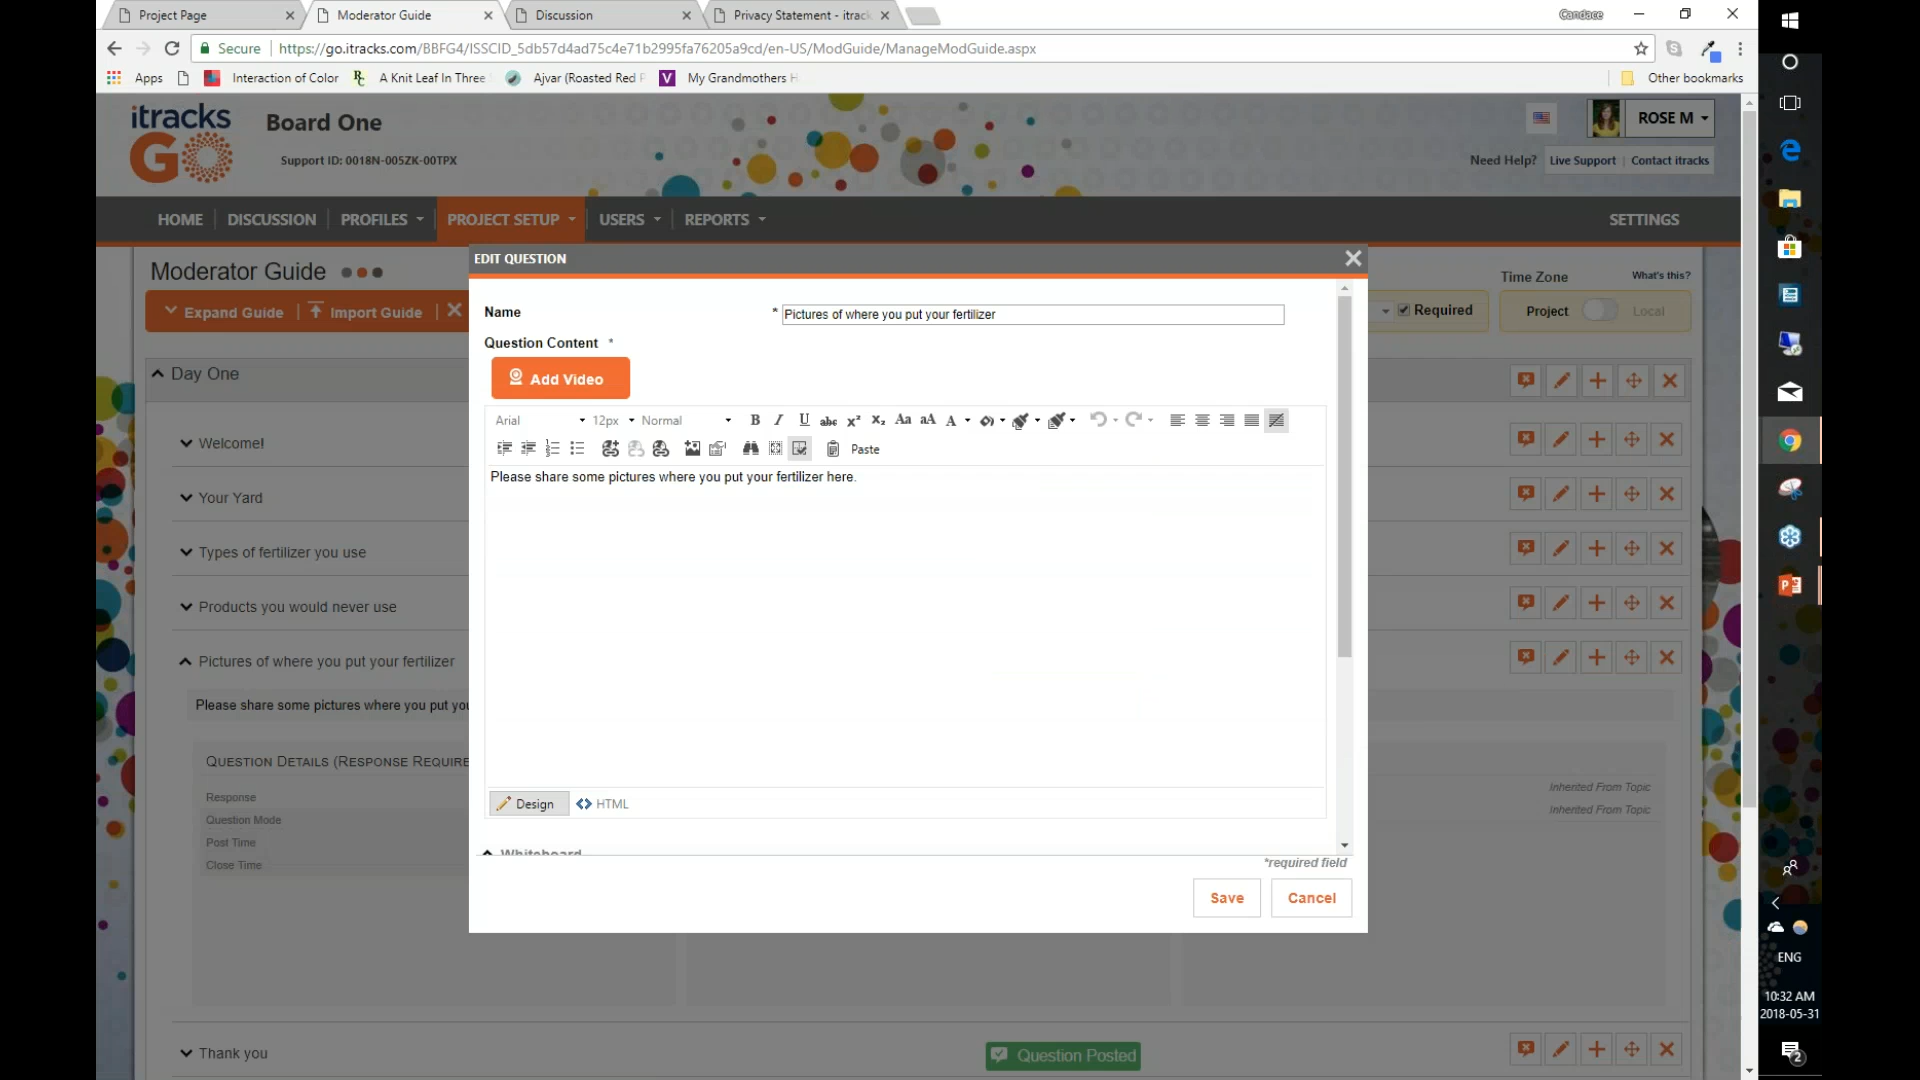 Project Page
Moderator Guide
Discussion
Privacy Statement - itrack
Candace
Secure
https://go.itracks.com/BBFG4/ISSCID_5db57d4ad75c4e71b2995fa76205a9cd/en-US/ModGuide/ManageModGuide.aspx
Apps
Interaction of Color
A Knit Leaf In Three
Ajvar (Roasted Red P
My Grandmothers H
Other bookmarks
itracks
GO
Board One
Support ID: 0018N-005ZK-00TPX
ROSE M
Need Help?
Live Support
Contact itracks
HOME
DISCUSSION
PROFILES
PROJECT SETUP
USERS
REPORTS
SETTINGS
Moderator Guide
Expand Guide
Import Guide
Required
Time Zone
What's this?
Project
Local
Day One
Welcome!
Your Yard
Types of fertilizer you use
Products you would never use
Pictures of where you put your fertilizer
Please share some pictures where you put you
QUESTION DETAILS (RESPONSE REQUIRE
Response
Question Mode
Post Time
Close Time
Inherited From Topic
Inherited From Topic
Thank you
Question Posted
EDIT QUESTION
Name
* Pictures of where you put your fertilizer
Question Content *
Add Video
Arial
12px
Normal
Paste
Please share some pictures where you put your fertilizer here.
Design
HTML
Whiteboard
*required field
Save
Cancel
ENG
10:32 AM
2018-05-31
2